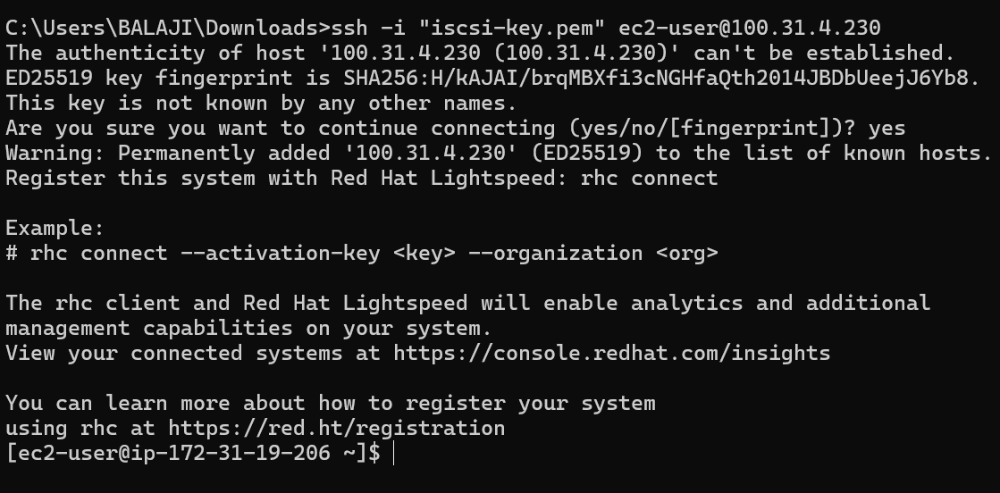 C:\Users\BALAJI\Downloads>ssh -i "iscsi-key.pem" ec2-user@100.31.4.230
The authenticity of host '100.31.4.230 (100.31.4.230)' can't be established.
ED25519 key fingerprint is SHA256:H/kAJAI/brqMBXfi3cNGHfaQth2014JBDbUeejJ6Yb8.
This key is not known by any other names.
Are you sure you want to continue connecting (yes/no/[fingerprint])? yes
Warning: Permanently added '100.31.4.230' (ED25519) to the list of known hosts.
Register this system with Red Hat Lightspeed: rhc connect
Example:
# rhc connect --activation-key <key> --organization <org>
The rhc client and Red Hat Lightspeed will enable analytics and additional
management capabilities on your system.
View your connected systems at https://console.redhat.com/insights
You can learn more about how to register your system
using rhc at https://red.ht/registration
[ec2-user@ip-172-31-19-206 ~]$